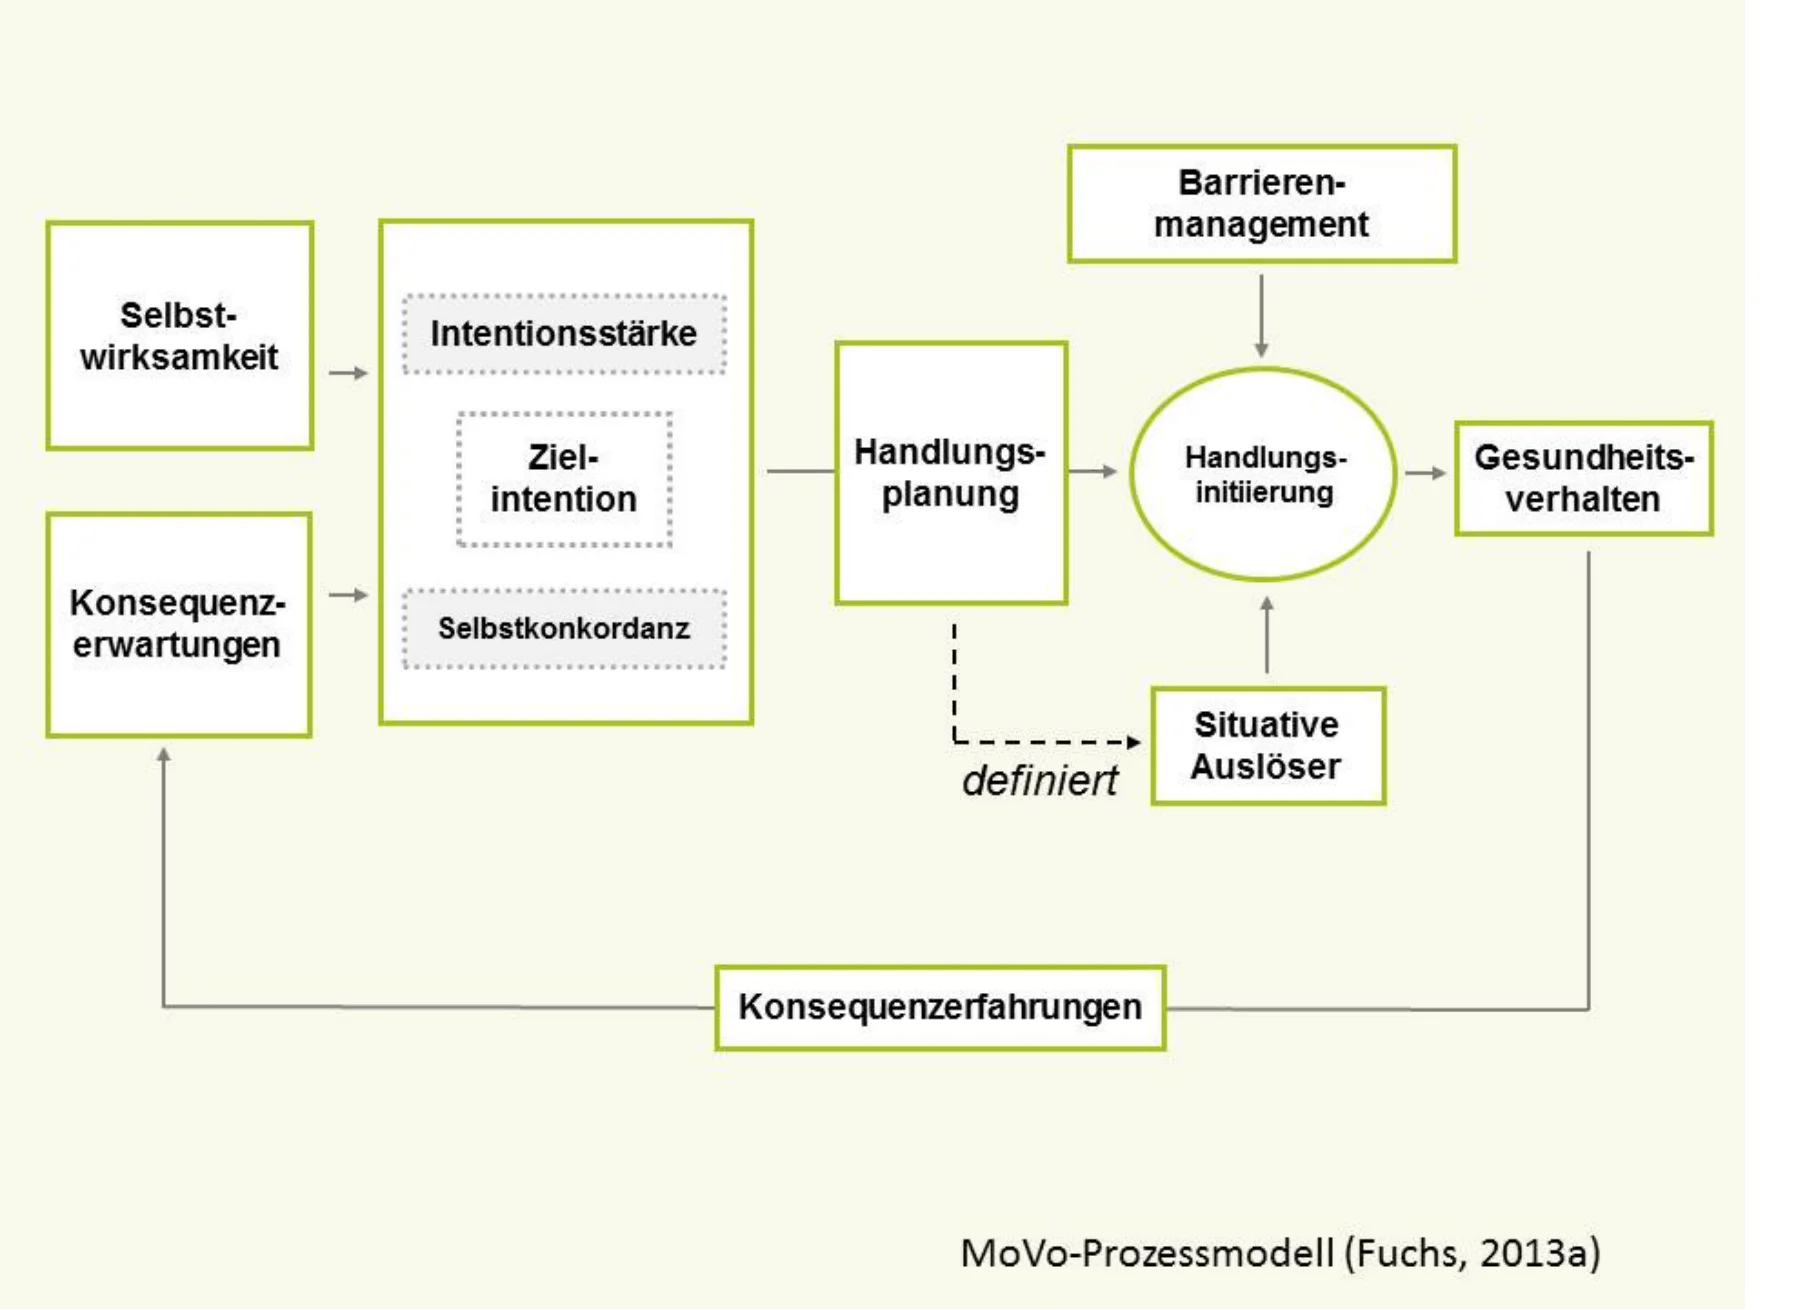 Barrieren-
management
Selbst-
wirksamkeit
Intentionsstärke
Ziel-
intention
Selbstkonkordanz
Konsequenz-
erwartungen
Handlungs-
planung
Handlungs-
initiierung
Gesundheits-
verhalten
definiert
Situative
Auslöser
Konsequenzerfahrungen
MoVo-Prozessmodell (Fuchs, 2013a)